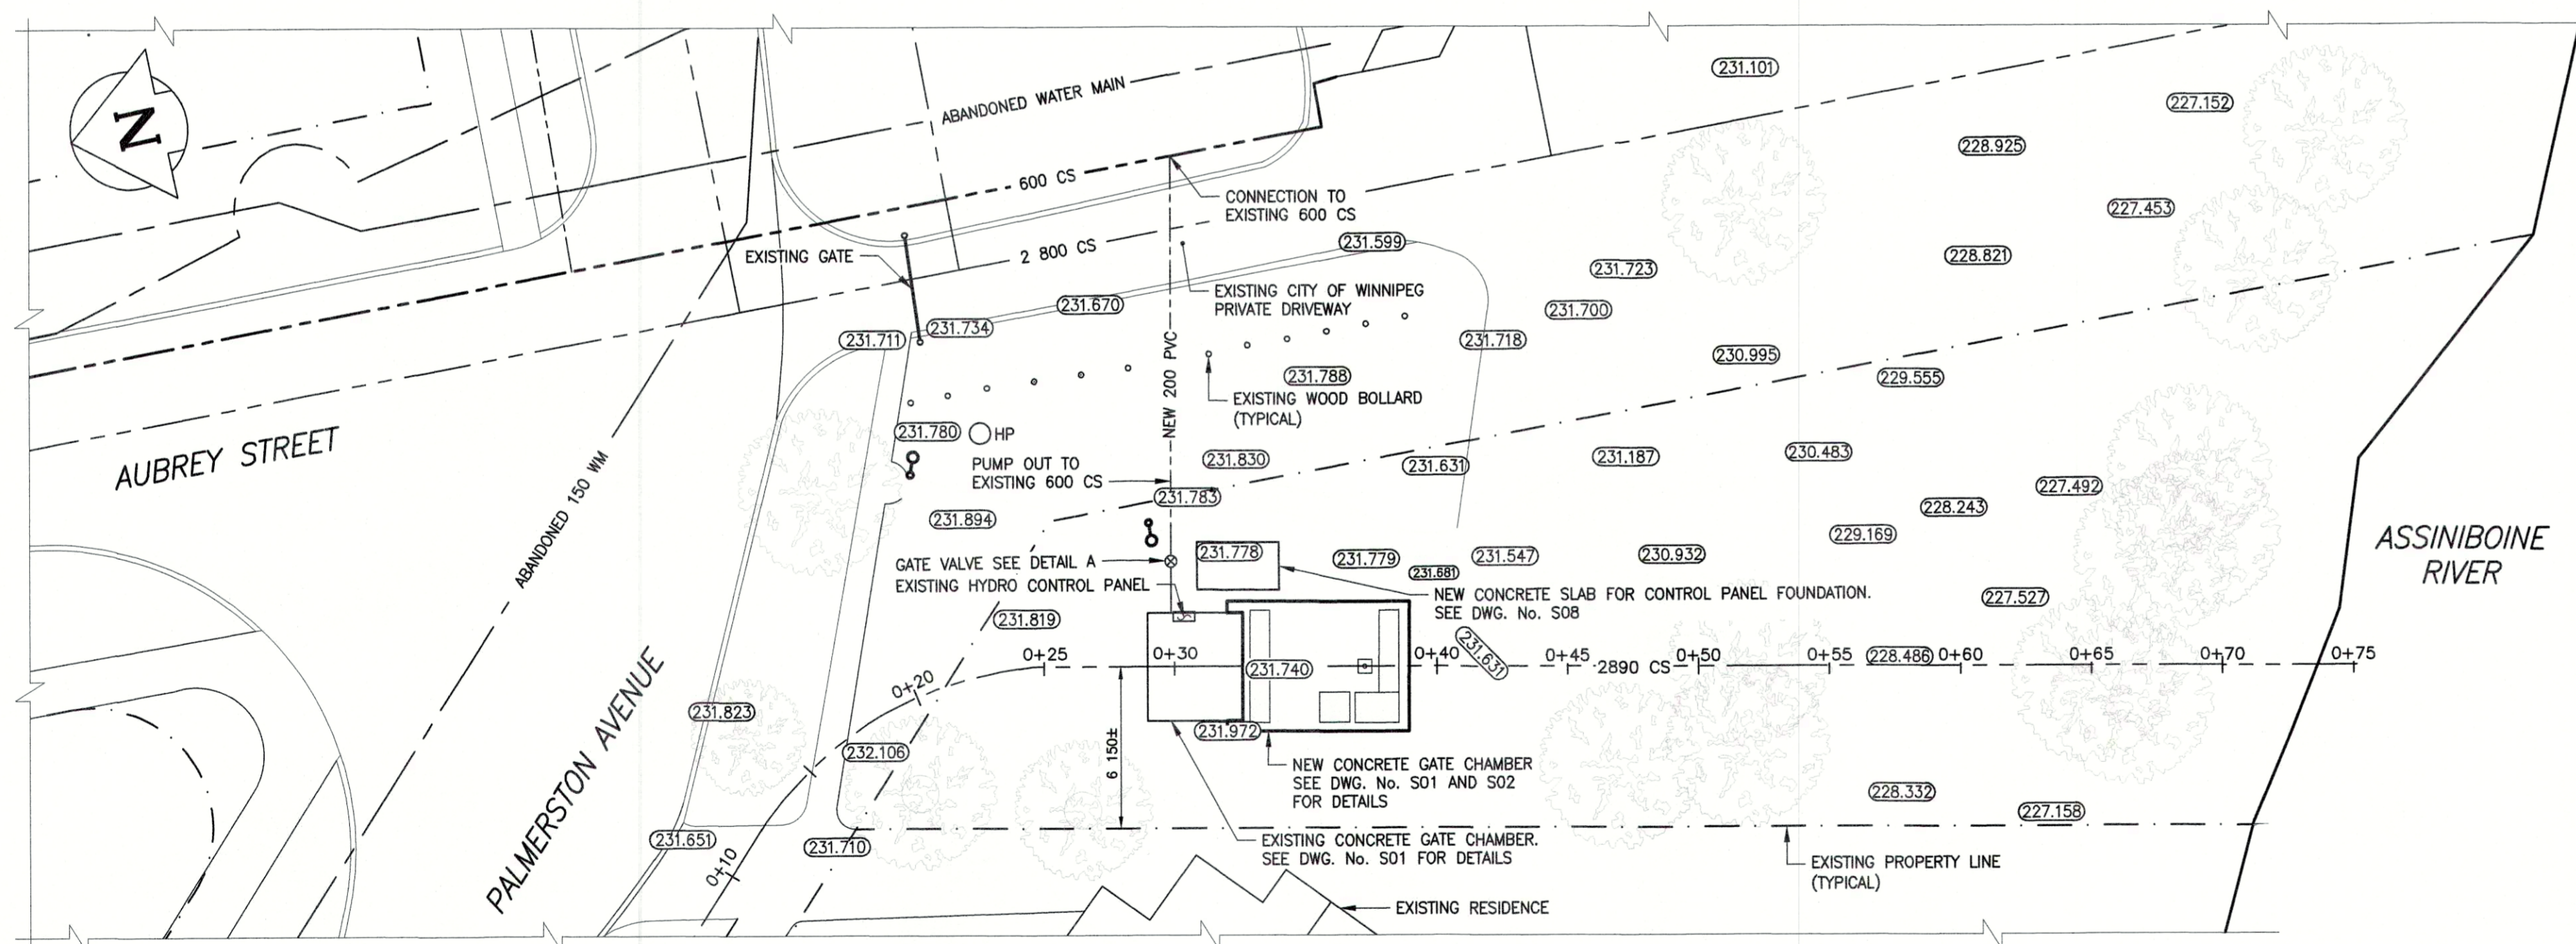 N
231.101
227.152
ABANDONED WATER MAIN
228.925
600 CS
CONNECTION TO
EXISTING 600 CS
227.453
EXISTING GATE
2 800 CS
231.599
231.723
228.821
EXISTING CITY OF WINNIPEG
PRIVATE DRIVEWAY
231.670
231.700
231.711
231.734
NEW 200 PVC
231.718
230.995
231.788
229.555
EXISTING WOOD BOLLARD
(TYPICAL)
AUBREY STREET
231.780
HP
PUMP OUT TO
EXISTING 600 CS
231.830
231.631
231.187
230.483
231.783
227.492
228.243
ABANDONED 150 WM
231.894
229.169
ASSINIBOINE
RIVER
GATE VALVE SEE DETAIL A
231.778
231.779
231.681
231.547
230.932
EXISTING HYDRO CONTROL PANEL
NEW CONCRETE SLAB FOR CONTROL PANEL FOUNDATION.
SEE DWG. No. S08
227.527
231.819
0+10
0+20
0+25
0+30
231.740
0+40
231.631
0+45
2890 CS
0+50
0+55
228.486
0+60
0+65
0+70
0+75
PALMERSTON AVENUE
231.823
231.972
232.106
6 150±
NEW CONCRETE GATE CHAMBER
SEE DWG. No. S01 AND S02
FOR DETAILS
228.332
227.158
231.651
231.710
EXISTING CONCRETE GATE CHAMBER.
SEE DWG. No. S01 FOR DETAILS
EXISTING PROPERTY LINE
(TYPICAL)
EXISTING RESIDENCE